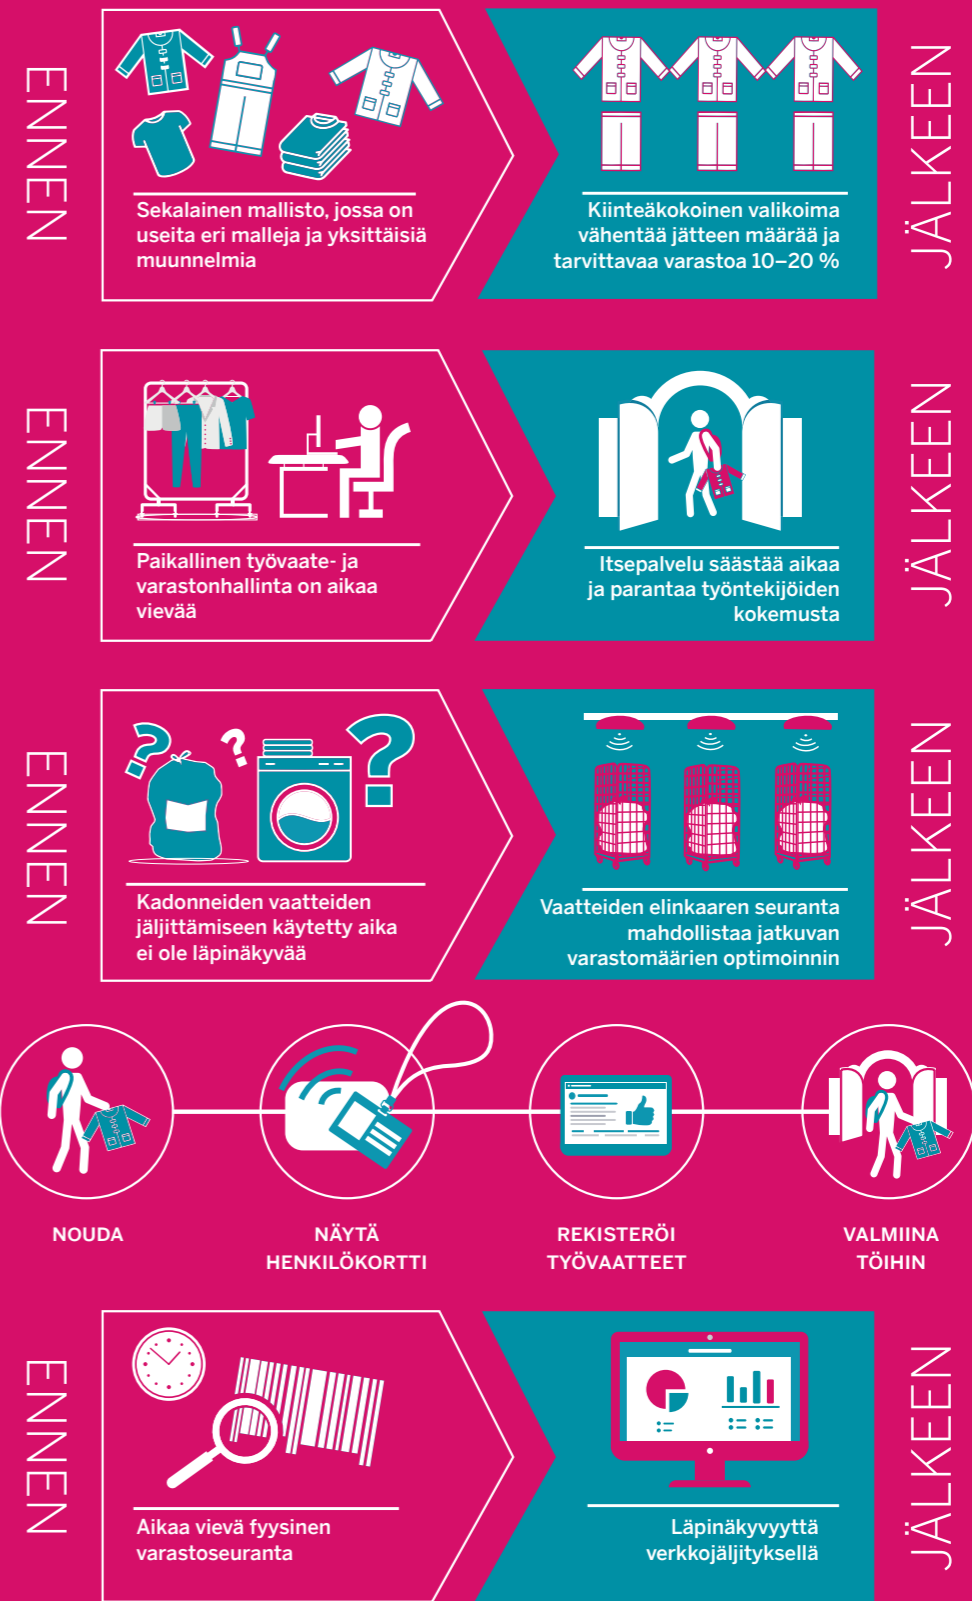 ENNEN
Sekalainen mallisto, jossa on
useita eri malleja ja yksittäisiä
muunnelmia
Kiinteäkokoinen valikoima
vähentää jätteen määrää ja
tarvittavaa varastoa 10–20 %
JÄLKEEN
ENNEN
Paikallinen työvaate- ja
varastonhallinta on aikaa
vievää
Itsepalvelu säästää aikaa
ja parantaa työntekijöiden
kokemusta
JÄLKEEN
ENNEN
Kadonneiden vaatteiden
jäljittämiseen käytetty aika
ei ole läpinäkyvää
Vaatteiden elinkaaren seuranta
mahdollistaa jatkuvan
varastomäärien optimoinnin
JÄLKEEN
NOUDA
NÄYTÄ
HENKILÖKORTTI
REKISTERÖI
TYÖVAATTEET
VALMIINA
TÖIHIN
ENNEN
Aikaa vievä fyysinen
varastoseuranta
Läpinäkyvyyttä
verkkojäljityksellä
JÄLKEEN